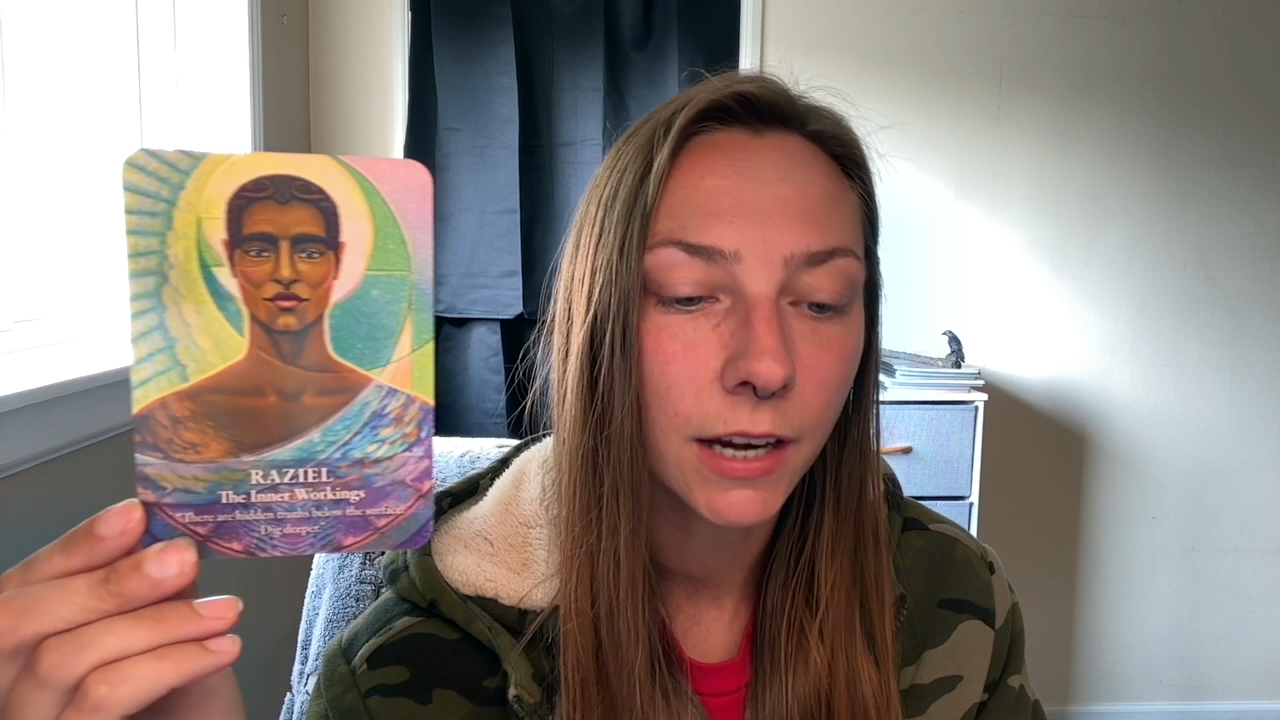 RAZIEL
The Inner Workings
"There are hidden truths below the surface.
Dig deeper."